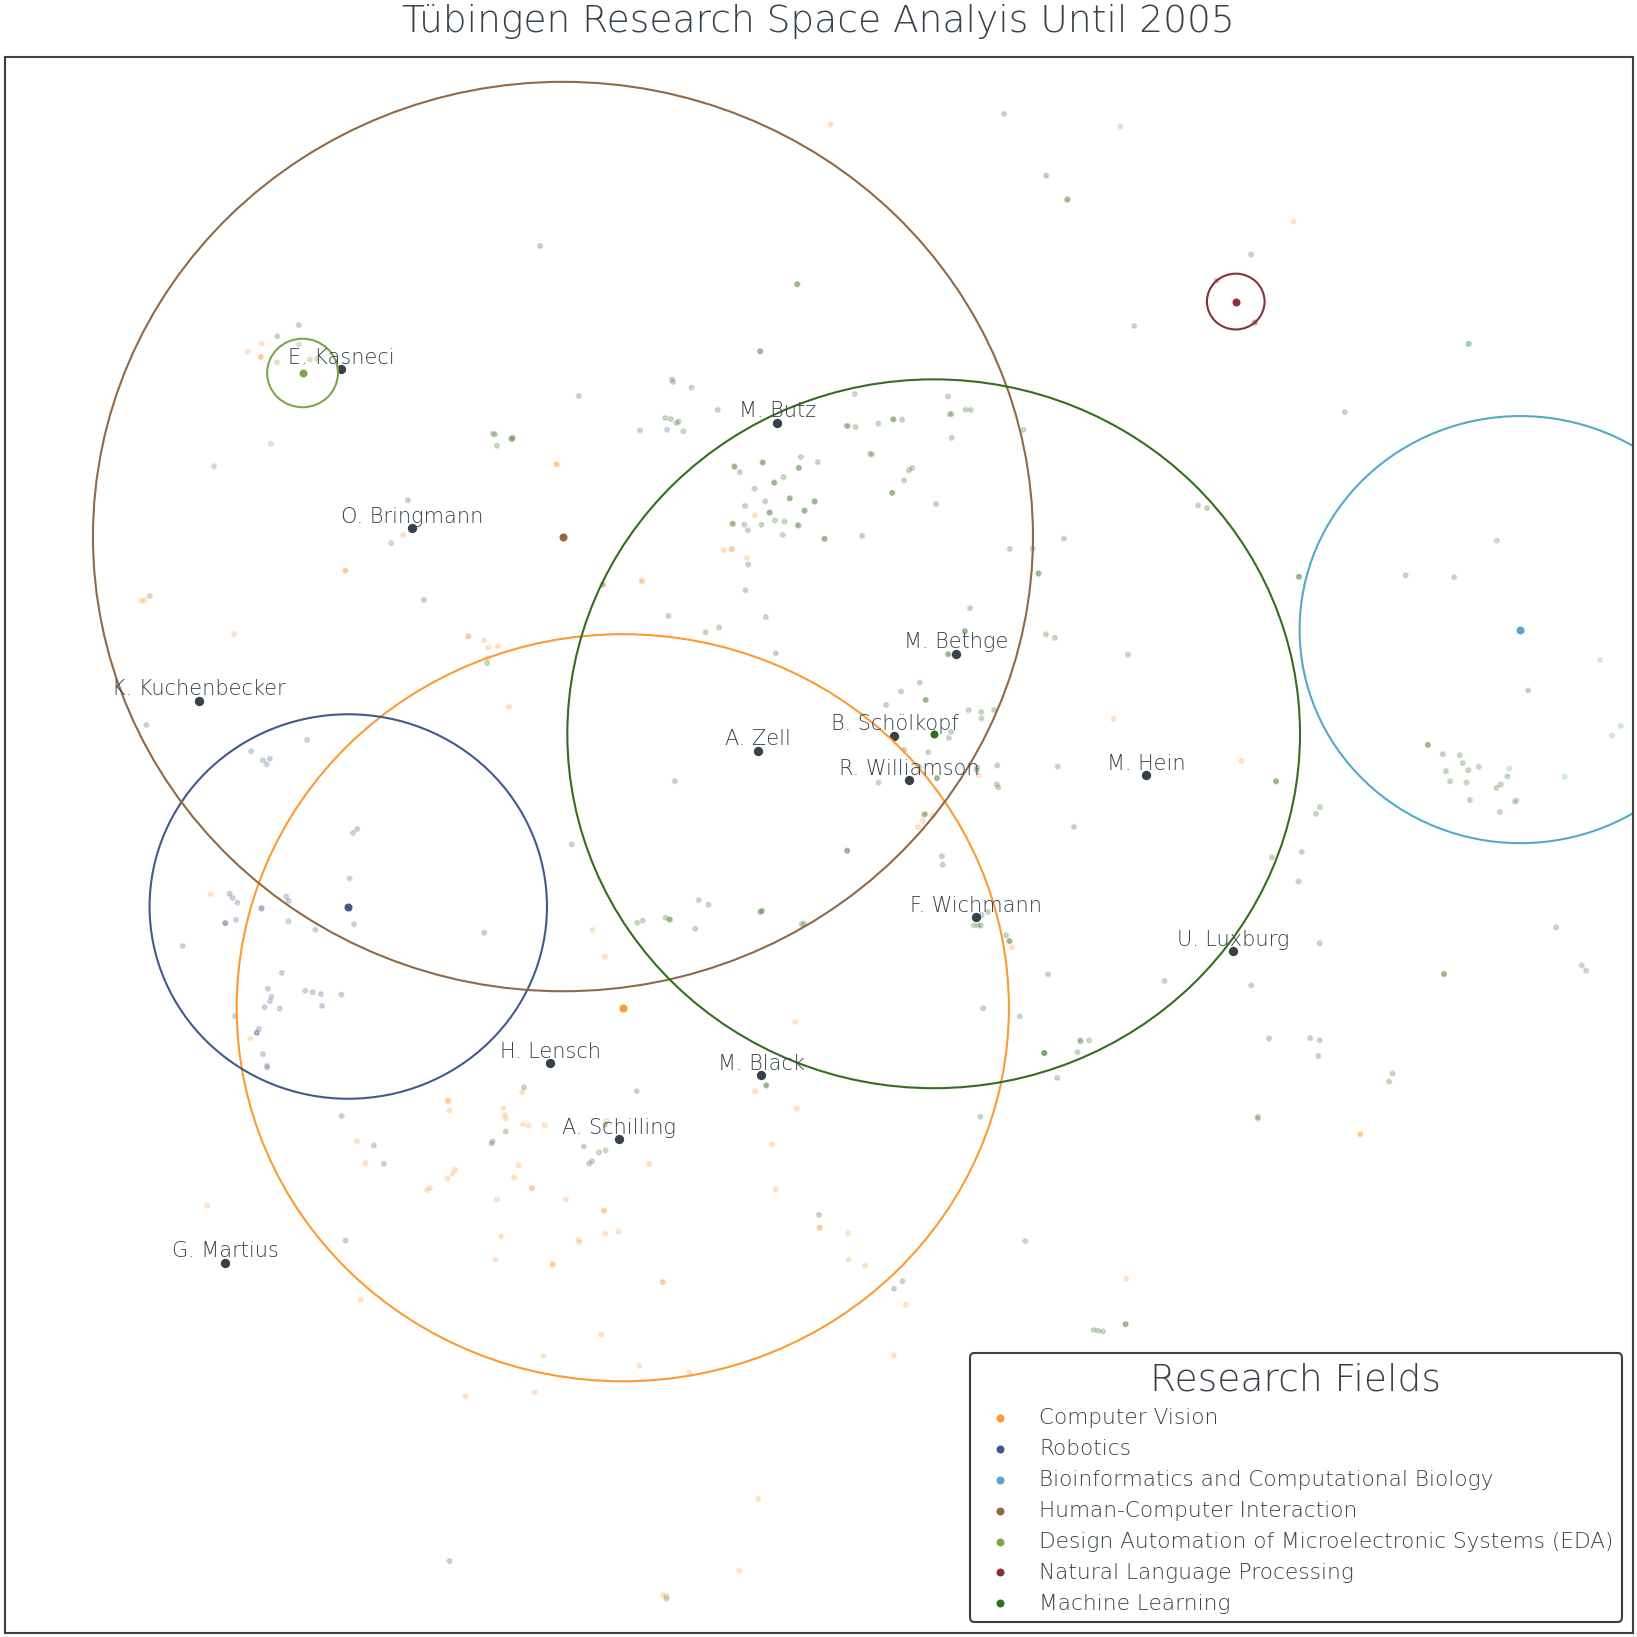 Tübingen Research Space Analyis Until 2005
E. Kasneci
M. Butz
O. Bringmann
M. Bethge
K. Kuchenbecker
B. Schölkopf
A. Zell
R. Williamson
M. Hein
F. Wichmann
U. Luxburg
H. Lensch
M. Black
A. Schilling
G. Martius
Research Fields
Computer Vision
Robotics
Bioinformatics and Computational Biology
Human-Computer Interaction
Design Automation of Microelectronic Systems (EDA)
Natural Language Processing
Machine Learning